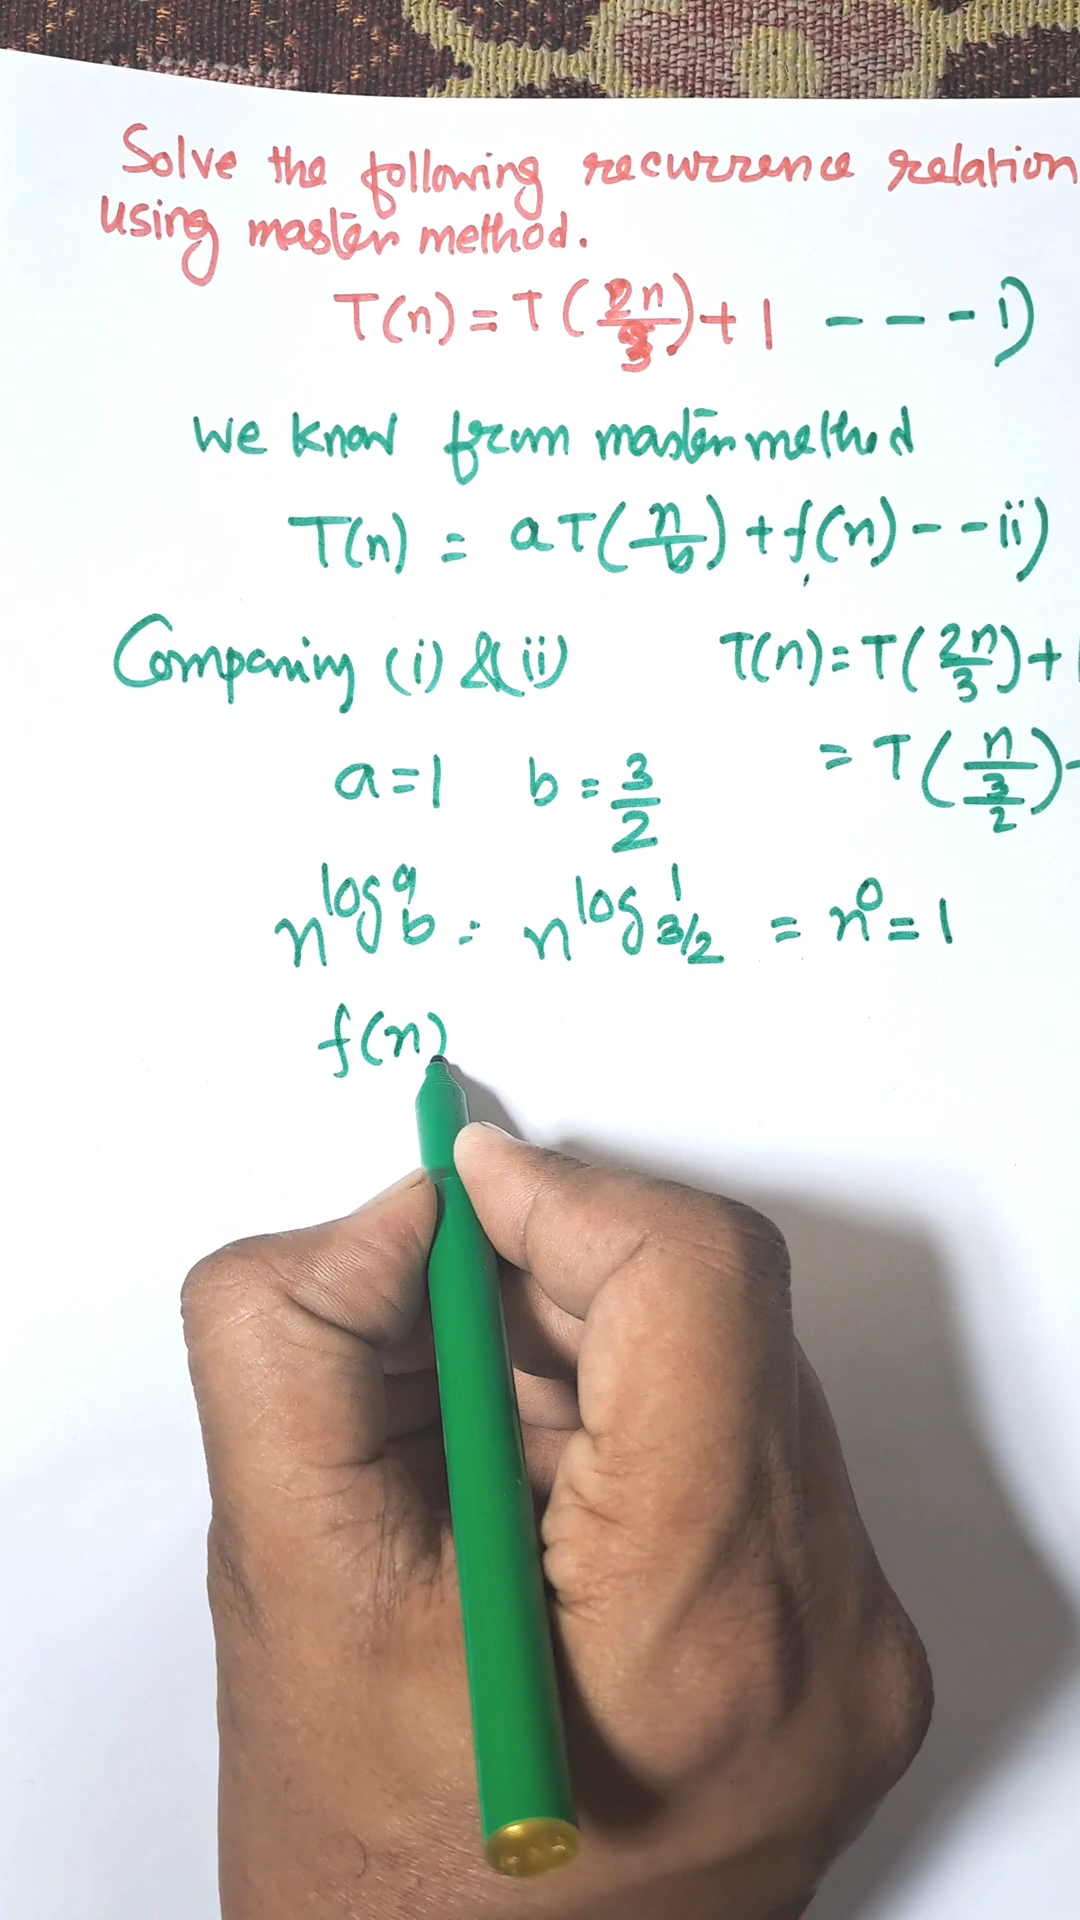 Solve the following recurrence relation
using master method.
T(n) = T(2n/3) + 1 - - - - i)
We know from master method
T(n) = aT(n/b) + f(n) - - ii)
Comparing (i) & (ii)
T(n) = T(2n/3) + 1
= T(n/(3/2)) -
a = 1 b = 3/2
n^log_b^a = n^log_3/2^1 = n^0 = 1
f(n)